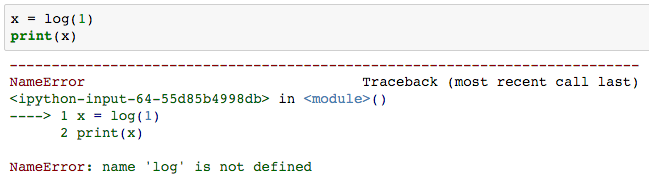 x = log(1)
print(x)
---------------------------------------------------------------------------
NameError                                 Traceback (most recent call last)
<ipython-input-64-55d85b4998db> in <module>()
----> 1 x = log(1)
      2 print(x)

NameError: name 'log' is not defined